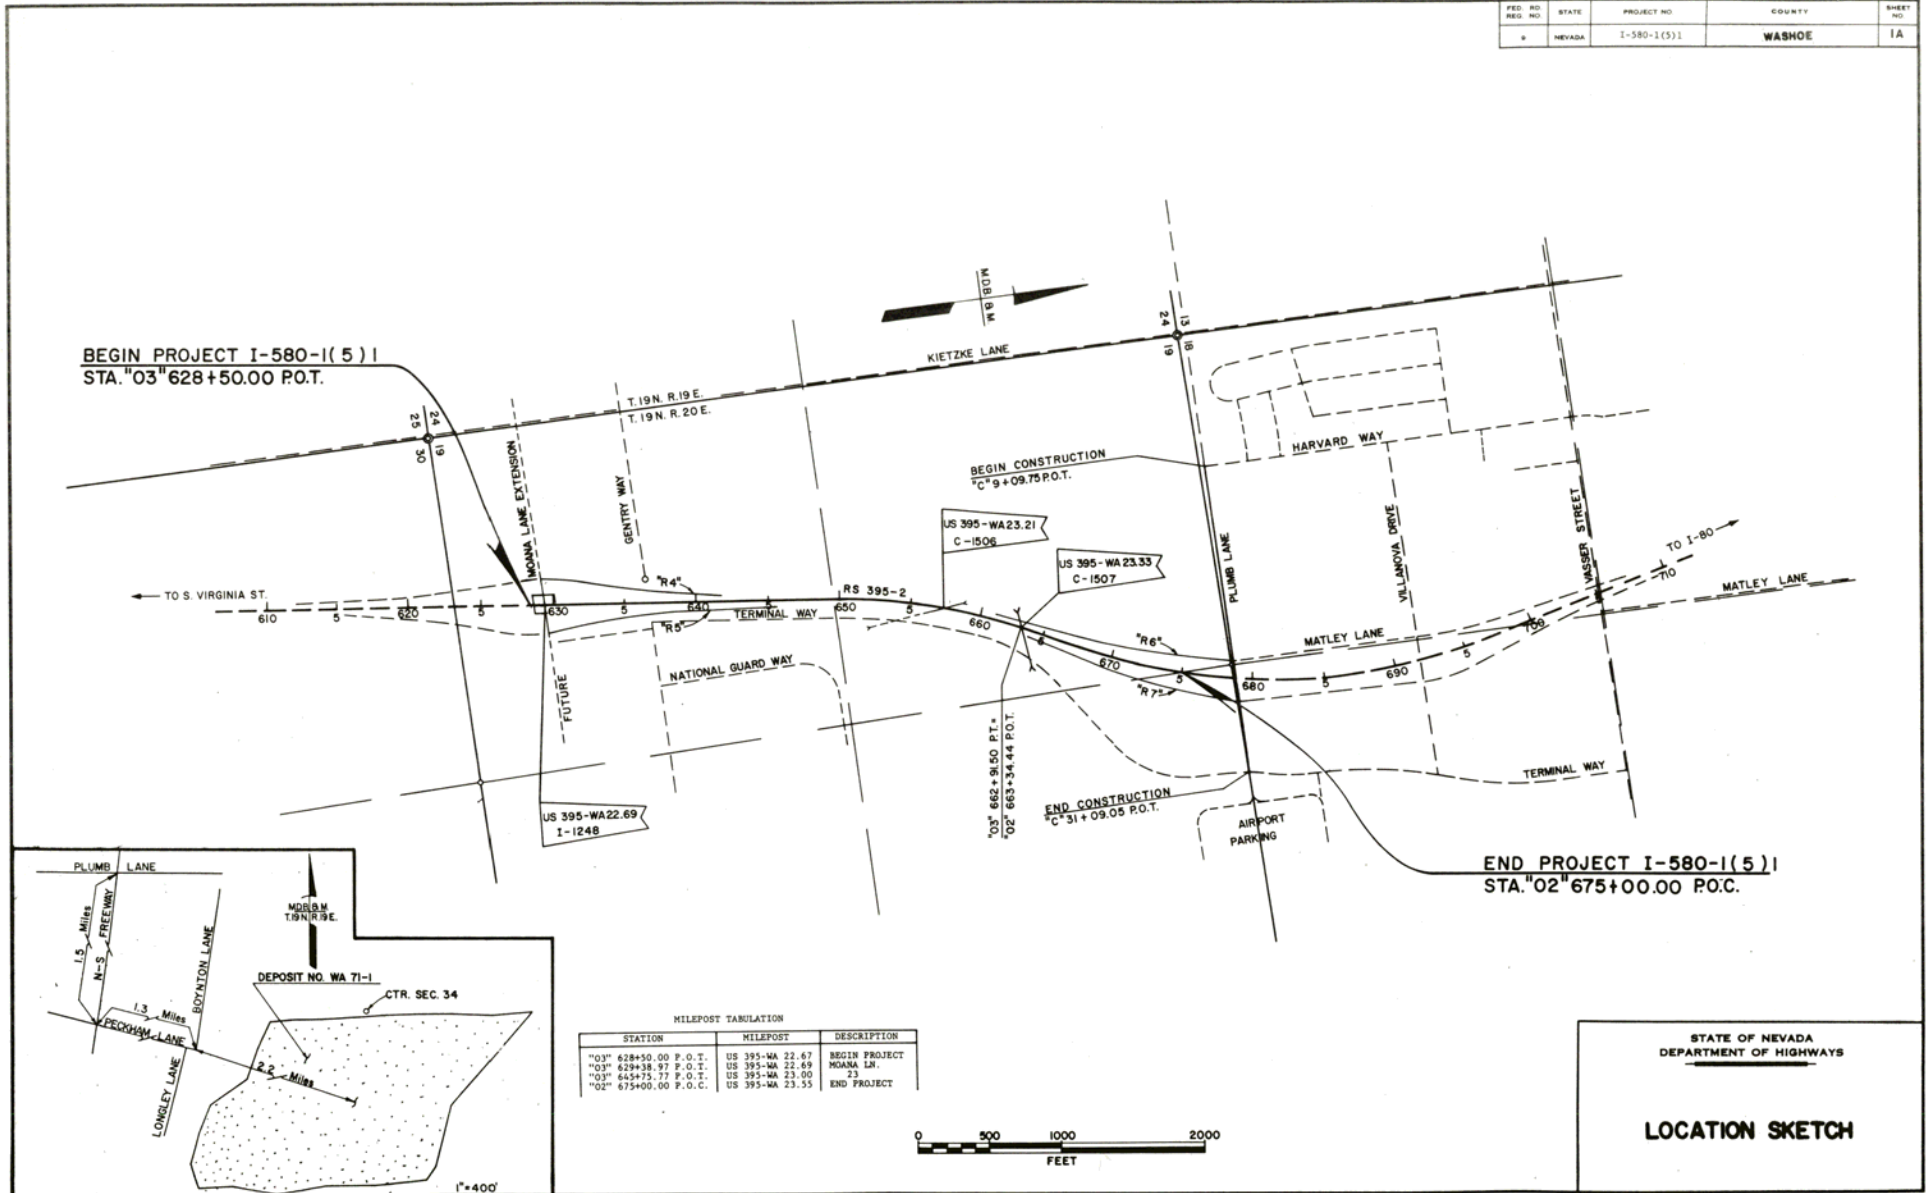 FED. RD. REG. NO. STATE PROJECT NO COUNTY SHEET NO
9 NEVADA I-580-1(5)1 WASHOE 1A
M.D.B. & M.
BEGIN PROJECT I-580-1(5)1
STA. "03" 628+50.00 P.O.T.
KIETZKE LANE
T. 19 N. R. 19 E.
T. 19 N. R. 20 E.
25 24
30 19
24 13
19 18
MOANA LANE EXTENSION
GENTRY WAY
BEGIN CONSTRUCTION
"C" 9+09.75 P.O.T.
HARVARD WAY
VILLANOVA DRIVE
VASSER STREET
PLUMB LANE
US 395-WA23.21
C-1506
US 395-WA 23.33
C-1507
TO S. VIRGINIA ST.
TO I-80
MATLEY LANE
MATLEY LANE
RS 395-2
"R4"
"R5"
"R6"
"R7"
610 5 620 5 630 5 640 5 650 5 660 5 670 5 680 5 690 5 700 710
TERMINAL WAY
NATIONAL GUARD WAY
FUTURE
"03" 662+91.50 P.T.=
"02" 663+34.44 P.O.T.
END CONSTRUCTION
"C" 31+09.05 P.O.T.
TERMINAL WAY
AIRPORT
PARKING
US 395-WA22.69
I-1248
END PROJECT I-580-1(5)1
STA. "02" 675+00.00 P.O.C.
PLUMB LANE
1.5 Miles
N-S FREEWAY
BOYNTON LANE
M.D.B. & M.
T.19N. R.19E.
DEPOSIT NO. WA 71-1
CTR. SEC. 34
1.3 Miles
PECKHAM LANE
LONGLEY LANE
2.2 Miles
1"=400'
MILEPOST TABULATION
STATION MILEPOST DESCRIPTION
"03" 628+50.00 P.O.T. US 395-WA 22.67 BEGIN PROJECT
"03" 629+38.97 P.O.T. US 395-WA 22.69 MOANA LN.
"03" 645+75.77 P.O.T. US 395-WA 23.00 23
"02" 675+00.00 P.O.C. US 395-WA 23.55 END PROJECT
0 500 1000 2000
FEET
STATE OF NEVADA
DEPARTMENT OF HIGHWAYS
LOCATION SKETCH